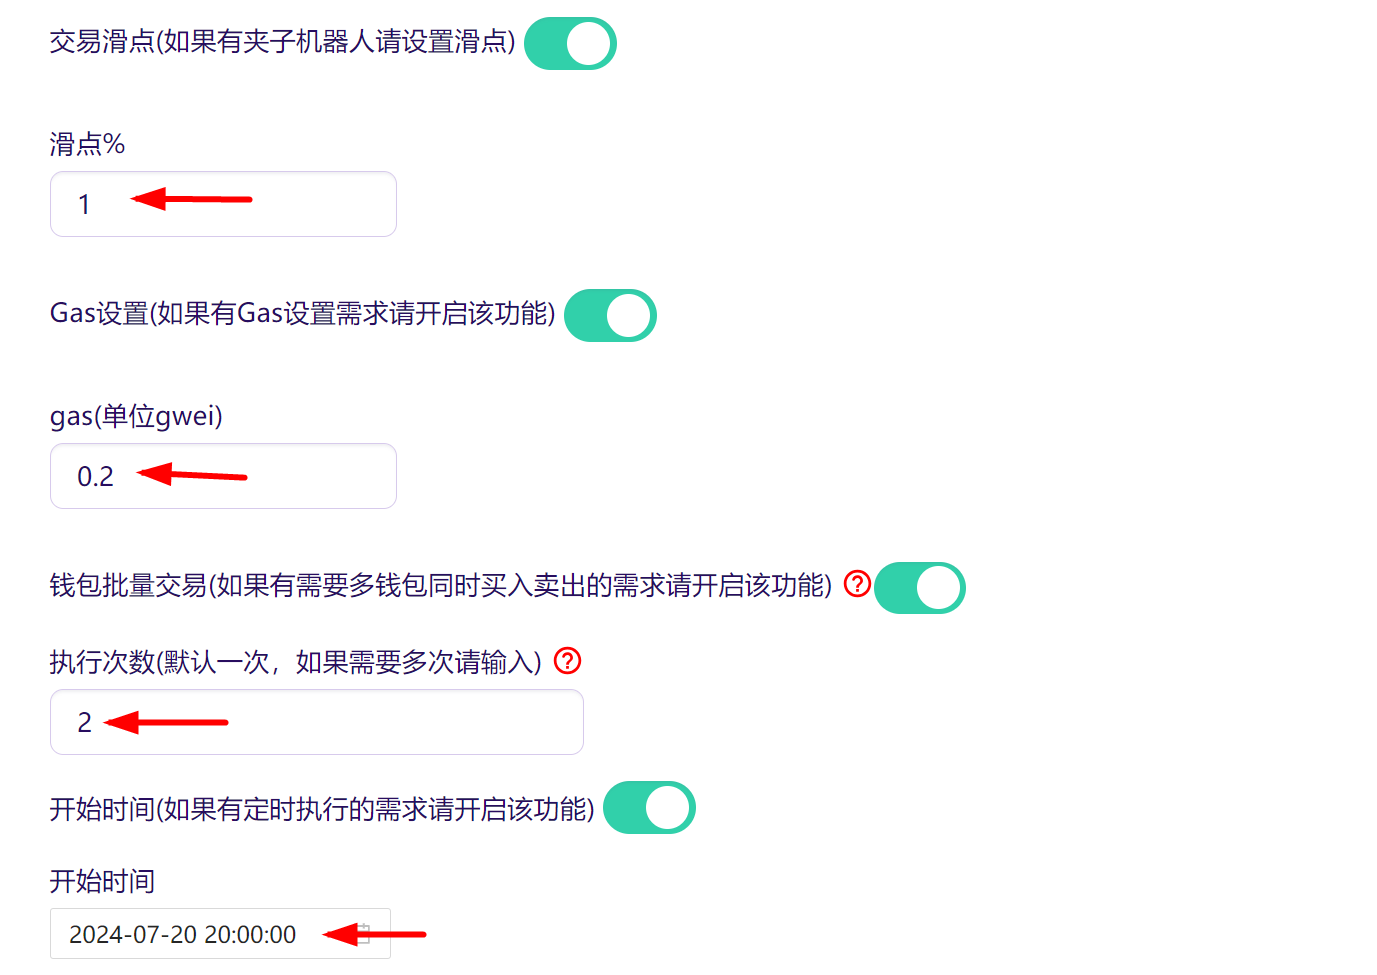 交易滑点(如果有夹子机器人请设置滑点)
滑点%
1
Gas设置(如果有Gas设置需求请开启该功能)
gas(单位gwei)
0.2
钱包批量交易(如果有需要多钱包同时买入卖出的需求请开启该功能)
执行次数(默认一次，如果需要多次请输入)
2
开始时间(如果有定时执行的需求请开启该功能)
开始时间
2024-07-20 20:00:00